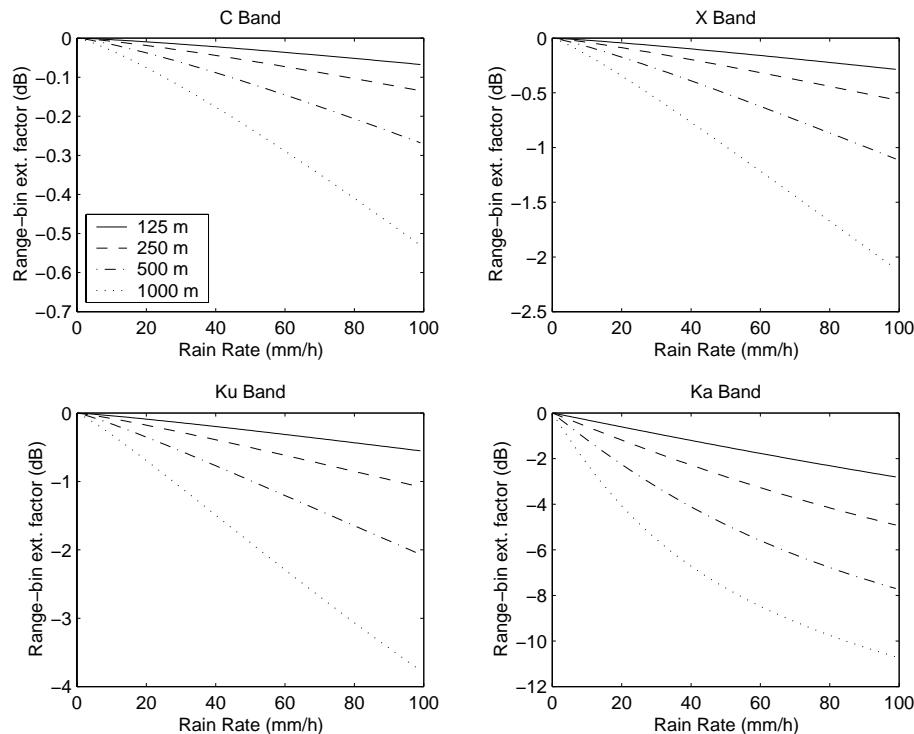 C Band
Range−bin ext. factor (dB)
0
−0.1
−0.2
−0.3
−0.4
−0.5
−0.6
−0.7
125 m
250 m
500 m
1000 m
0 20 40 60 80 100
Rain Rate (mm/h)
X Band
Range−bin ext. factor (dB)
0
−0.5
−1
−1.5
−2
−2.5
0 20 40 60 80 100
Rain Rate (mm/h)
Ku Band
Range−bin ext. factor (dB)
0
−1
−2
−3
−4
0 20 40 60 80 100
Rain Rate (mm/h)
Ka Band
Range−bin ext. factor (dB)
0
−2
−4
−6
−8
−10
−12
0 20 40 60 80 100
Rain Rate (mm/h)